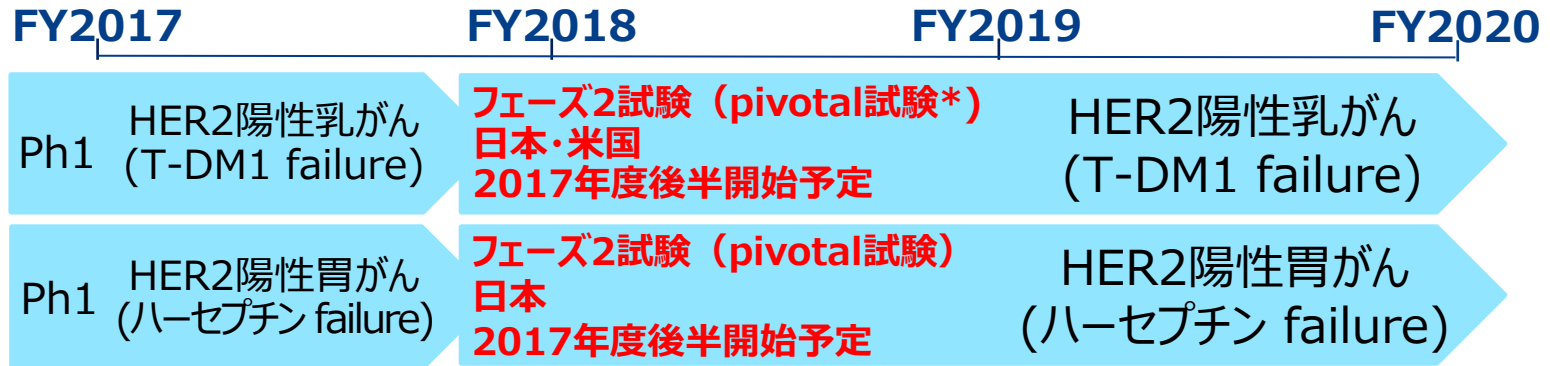 FY2017 FY2018 FY2019 FY2020
Ph1
HER2陽性乳がん
(T-DM1 failure)
フェーズ2試験（pivotal試験*)
日本・米国
2017年度後半開始予定
HER2陽性乳がん
(T-DM1 failure)
Ph1
HER2陽性胃がん
(ハーセプチン failure)
フェーズ2試験（pivotal試験）
日本
2017年度後半開始予定
HER2陽性胃がん
(ハーセプチン failure)